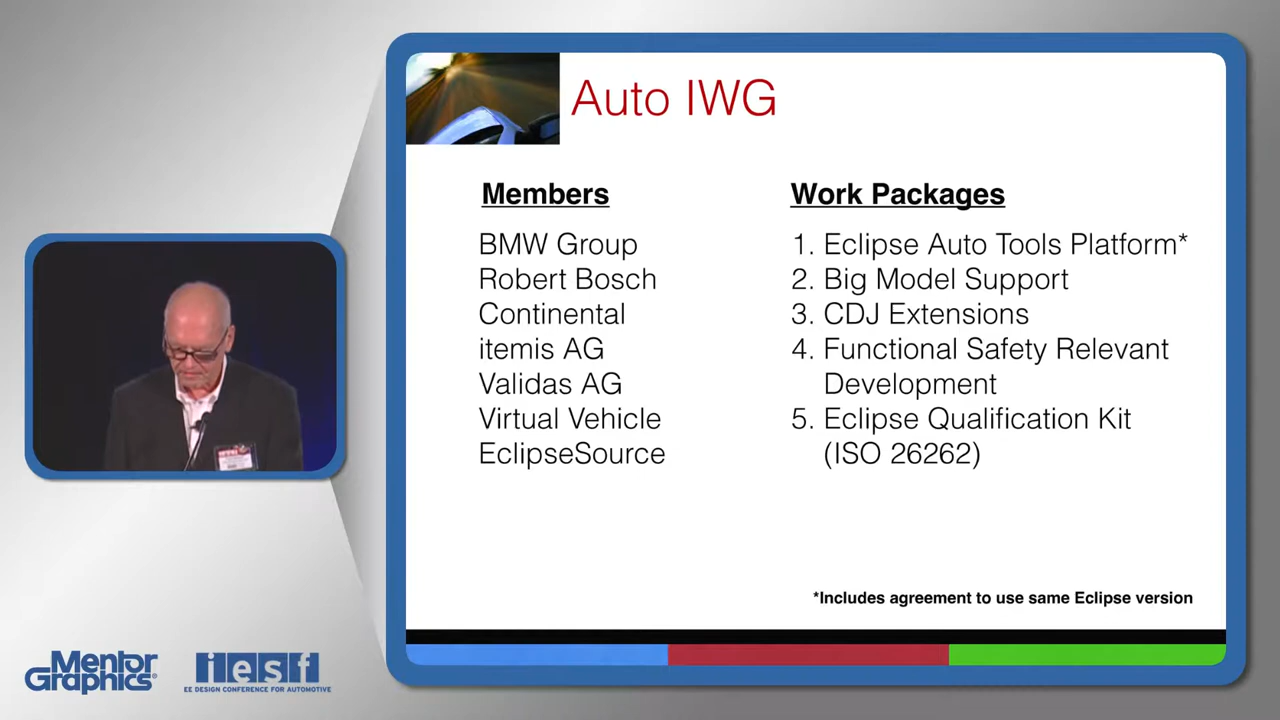 Auto IWG
Members
BMW Group
Robert Bosch
Continental
itemis AG
Validas AG
Virtual Vehicle
EclipseSource
Work Packages
1. Eclipse Auto Tools Platform*
2. Big Model Support
3. CDJ Extensions
4. Functional Safety Relevant
Development
5. Eclipse Qualification Kit
(ISO 26262)
*Includes agreement to use same Eclipse version
Mentor
Graphics®
iesf
EE DESIGN CONFERENCE FOR AUTOMOTIVE